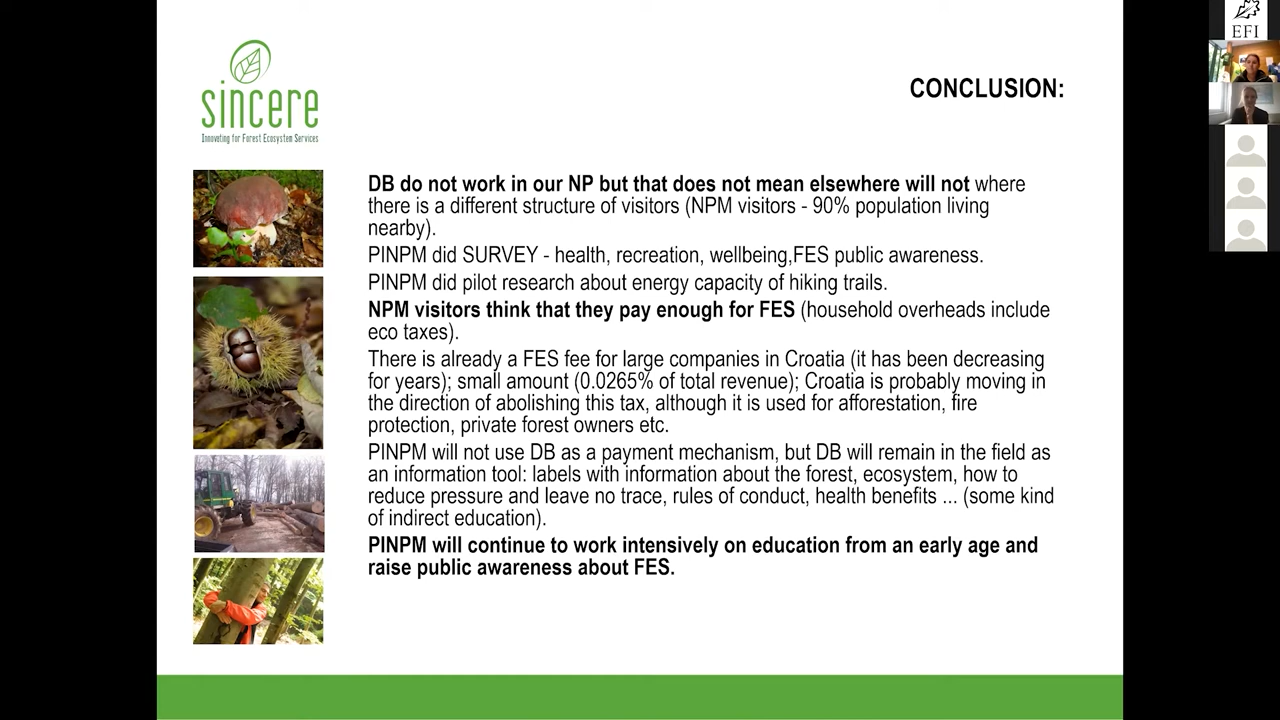 EFI
sincere
Innovating for Forest Ecosystem Services
CONCLUSION:
DB do not work in our NP but that does not mean elsewhere will not where
there is a different structure of visitors (NPM visitors - 90% population living
nearby).
PINPM did SURVEY - health, recreation, wellbeing,FES public awareness.
PINPM did pilot research about energy capacity of hiking trails.
NPM visitors think that they pay enough for FES (household overheads include
eco taxes).
There is already a FES fee for large companies in Croatia (it has been decreasing
for years); small amount (0.0265% of total revenue); Croatia is probably moving in
the direction of abolishing this tax, although it is used for afforestation, fire
protection, private forest owners etc.
PINPM will not use DB as a payment mechanism, but DB will remain in the field as
an information tool: labels with information about the forest, ecosystem, how to
reduce pressure and leave no trace, rules of conduct, health benefits ... (some kind
of indirect education).
PINPM will continue to work intensively on education from an early age and
raise public awareness about FES.